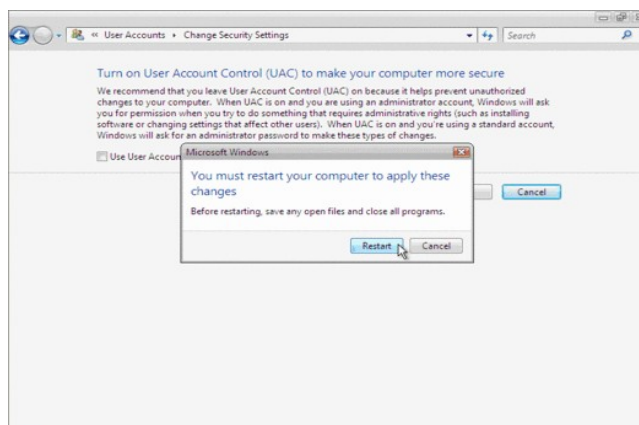 « User Accounts ▸ Change Security Settings
Search
Turn on User Account Control (UAC) to make your computer more secure
We recommend that you leave User Account Control (UAC) on because it helps prevent unauthorized
changes to your computer. When UAC is on and you are using an administrator account, Windows will ask
you for permission when you try to do something that requires administrative rights (such as installing
software or changing settings that affect other users). When UAC is on and you're using a standard account,
Windows will ask for an administrator password to make these types of changes.
Use User Accoun
Microsoft Windows
You must restart your computer to apply these
changes
Before restarting, save any open files and close all programs.
Restart Cancel
Cancel